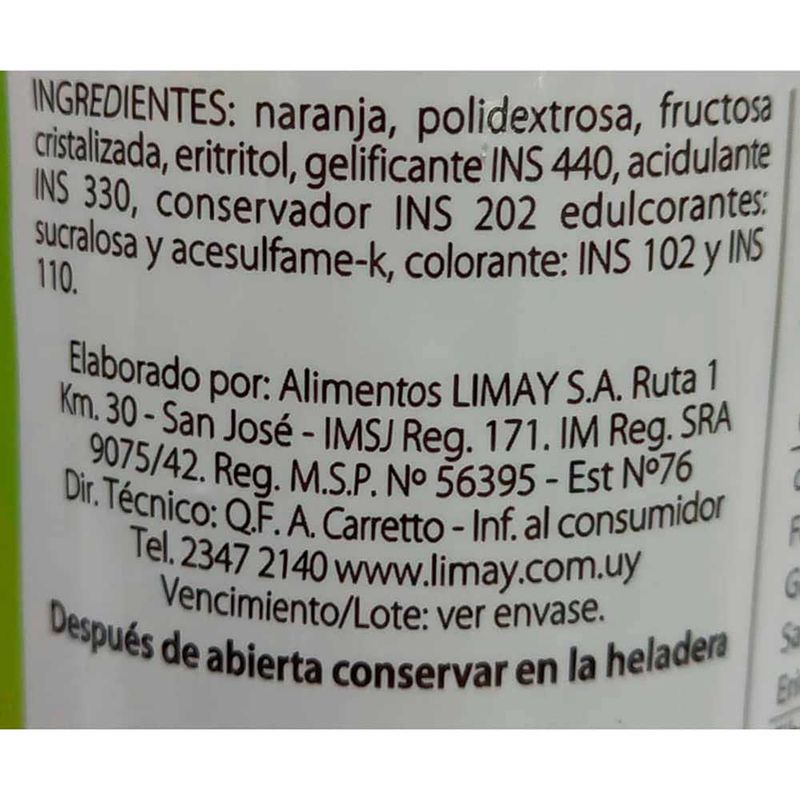 INGREDIENTES: naranja, polidextrosa, fructosa
cristalizada, eritritol, gelificante INS 440, acidulante
INS 330, conservador INS 202 edulcorantes:
sucralosa y acesulfame-k, colorante: INS 102 y INS
110.
Elaborado por: Alimentos LIMAY S.A. Ruta 1
Km. 30 - San José - IMSJ Reg. 171. IM Reg. SRA
9075/42. Reg. M.S.P. Nº 56395 - Est Nº76
Dir. Técnico: Q.F. A. Carretto - Inf. al consumidor
Tel. 2347 2140 www.limay.com.uy
Vencimiento/Lote: ver envase.
Después de abierta conservar en la heladera